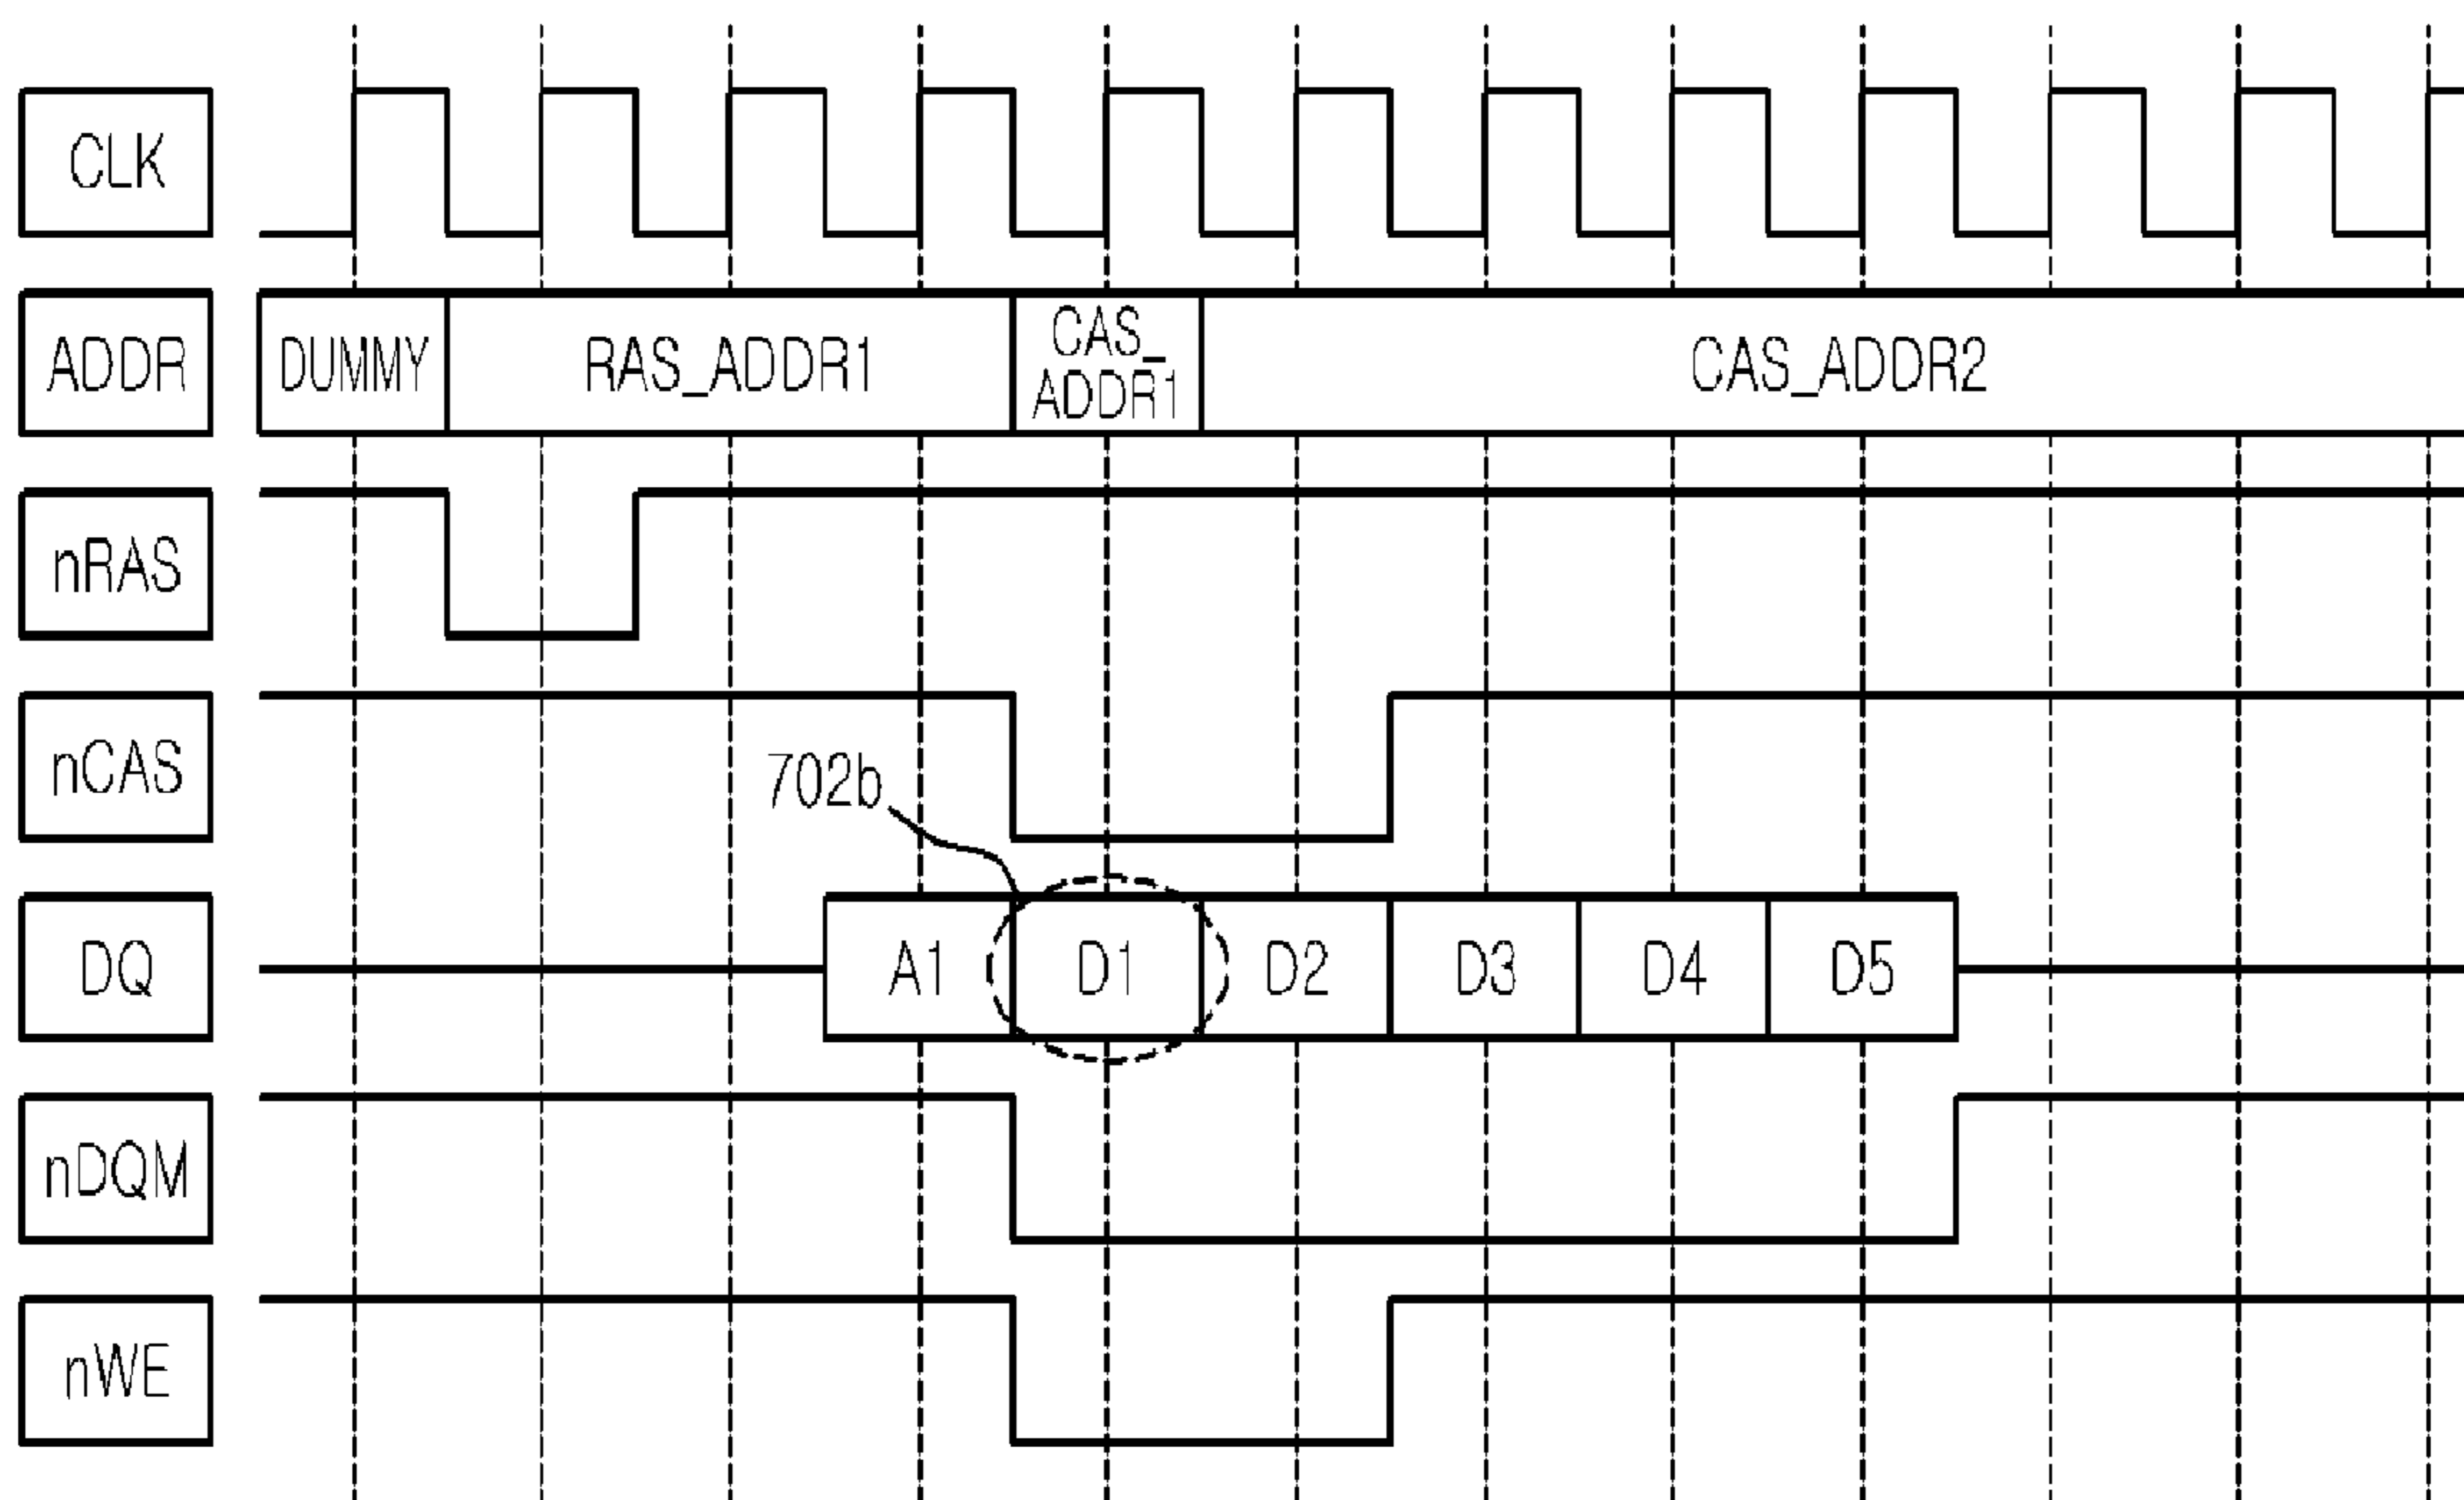 CLK
ADDR
DUMMY
RAS_ADDR1
CAS_
ADDR1
CAS_ADDR2
nRAS
nCAS
702b
DQ
A1
D1
D2
D3
D4
D5
nDQM
nWE